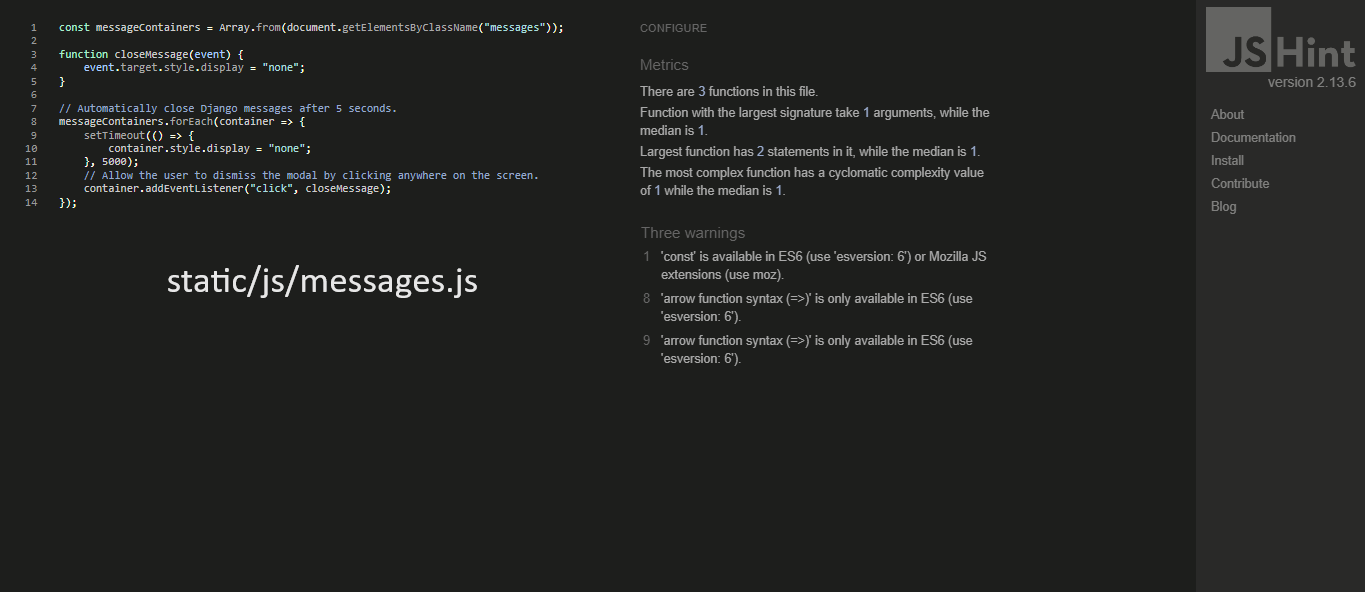 1 const messageContainers = Array.from(document.getElementsByClassName("messages"));
2
3 function closeMessage(event) {
4 event.target.style.display = "none";
5 }
6
7 // Automatically close Django messages after 5 seconds.
8 messageContainers.forEach(container => {
9 setTimeout(() => {
10 container.style.display = "none";
11 }, 5000);
12 // Allow the user to dismiss the modal by clicking anywhere on the screen.
13 container.addEventListener("click", closeMessage);
14 });
static/js/messages.js
CONFIGURE
Metrics
There are 3 functions in this file.
Function with the largest signature take 1 arguments, while the
median is 1.
Largest function has 2 statements in it, while the median is 1.
The most complex function has a cyclomatic complexity value
of 1 while the median is 1.
Three warnings
1 'const' is available in ES6 (use 'esversion: 6') or Mozilla JS
extensions (use moz).
8 'arrow function syntax (=>)' is only available in ES6 (use
'esversion: 6').
9 'arrow function syntax (=>)' is only available in ES6 (use
'esversion: 6').
JSHint
version 2.13.6
About
Documentation
Install
Contribute
Blog